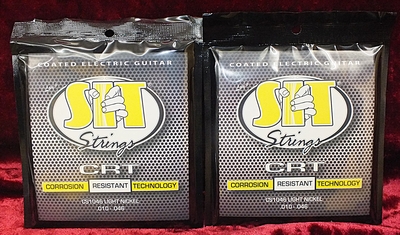 COATED ELECTRIC GUITAR
SIT
Strings
CRT
CORROSION RESISTANT TECHNOLOGY
CS1046 LIGHT NICKEL
.010 - .046
COATED ELECTRIC GUITAR
SIT
Strings
CRT
CORROSION RESISTANT TECHNOLOGY
CS1046 LIGHT NICKEL
.010 - .046